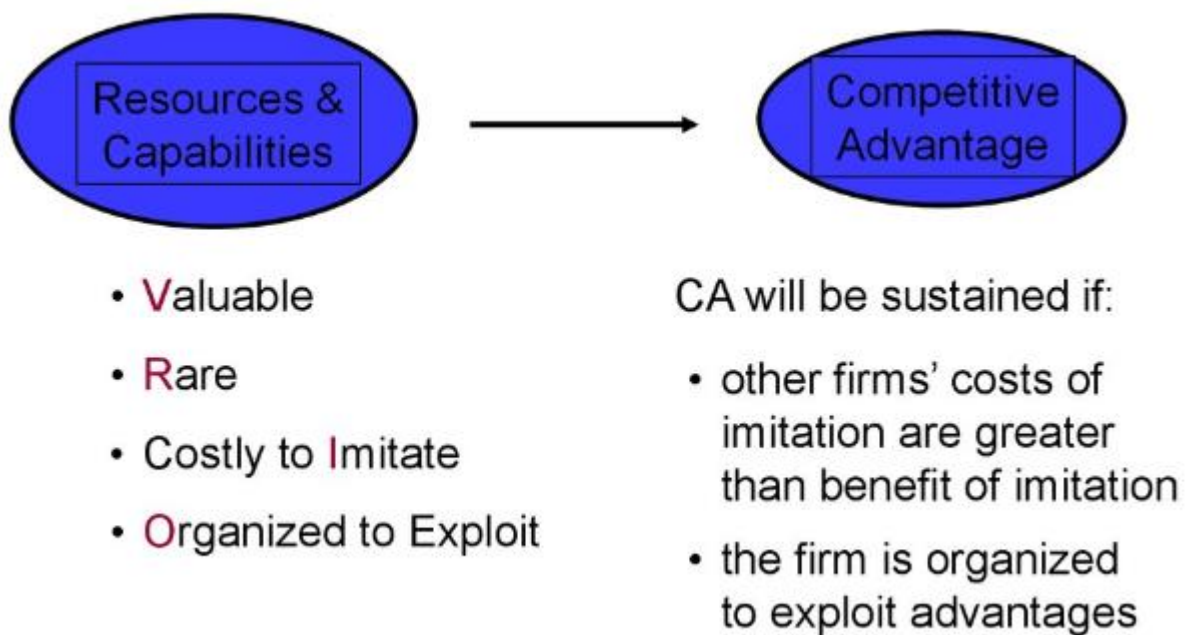 Resources &
Capabilities
Competitive
Advantage
• Valuable
• Rare
• Costly to Imitate
• Organized to Exploit
CA will be sustained if:
• other firms’ costs of
imitation are greater
than benefit of imitation
• the firm is organized
to exploit advantages